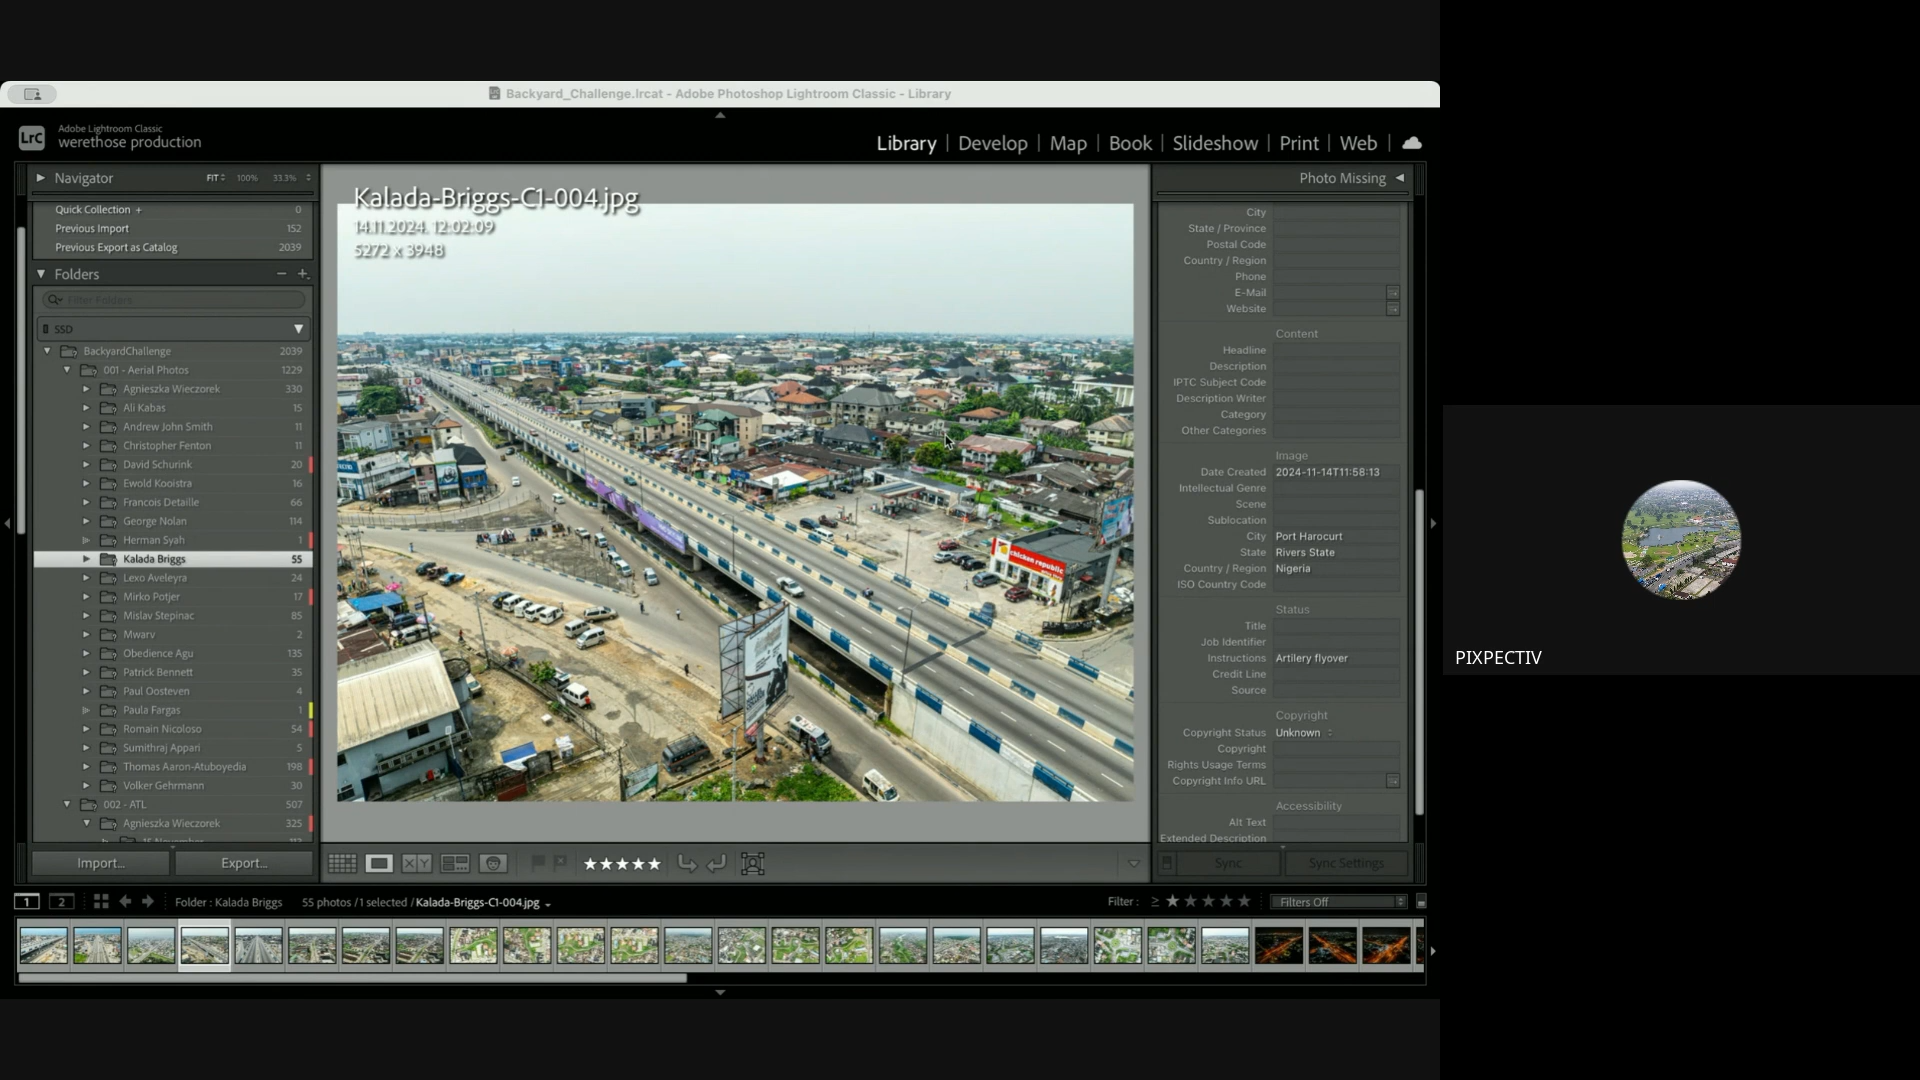 Backyard_Challenge.lrcat - Adobe Photoshop Lightroom Classic - Library
LrC
Adobe Lightroom Classic
werethose production
Library | Develop | Map | Book | Slideshow | Print | Web |
Navigator FIT 100% 33.3%
Quick Collection + 0
Previous Import 152
Previous Export as Catalog 2039
Folders
Filter Folders
SSD
BackyardChallenge 2039
001 - Aerial Photos 1229
Agnieszka Wieczorek 330
Ali Kabas 15
Andrew John Smith 11
Christopher Fenton 11
David Schurink 20
Ewold Kooistra 16
Francois Detaille 66
George Nolan 114
Herman Syah 1
Kalada Briggs 55
Lexo Aveleyra 24
Mirko Potjer 17
Mislav Stepinac 85
Mwarv 2
Obedience Agu 135
Patrick Bennett 35
Paul Oosteven 4
Paula Fargas 1
Romain Nicoloso 54
Sumithraj Appari 5
Thomas Aaron-Atuboyedia 198
Volker Gehrmann 30
002 - ATL 507
Agnieszka Wieczorek 325
Import... Export...
Kalada-Briggs-C1-004.jpg
14.11.2024. 12:02:09
5272 x 3948
chicken republic
Photo Missing
City
State / Province
Postal Code
Country / Region
Phone
E-Mail
Website
Content
Headline
Description
IPTC Subject Code
Description Writer
Category
Other Categories
Image
Date Created 2024-11-14T11:58:13
Intellectual Genre
Scene
Sublocation
City Port Harocurt
State Rivers State
Country / Region Nigeria
ISO Country Code
Status
Title
Job Identifier
Instructions Artilery flyover
Credit Line
Source
Copyright
Copyright Status Unknown
Copyright
Rights Usage Terms
Copyright Info URL
Accessibility
Alt Text
Extended Description
Sync Sync Settings
X Y
1 2 Folder : Kalada Briggs 55 photos / 1 selected / Kalada-Briggs-C1-004.jpg
Filter : ≥ Filters Off
PIXPECTIV